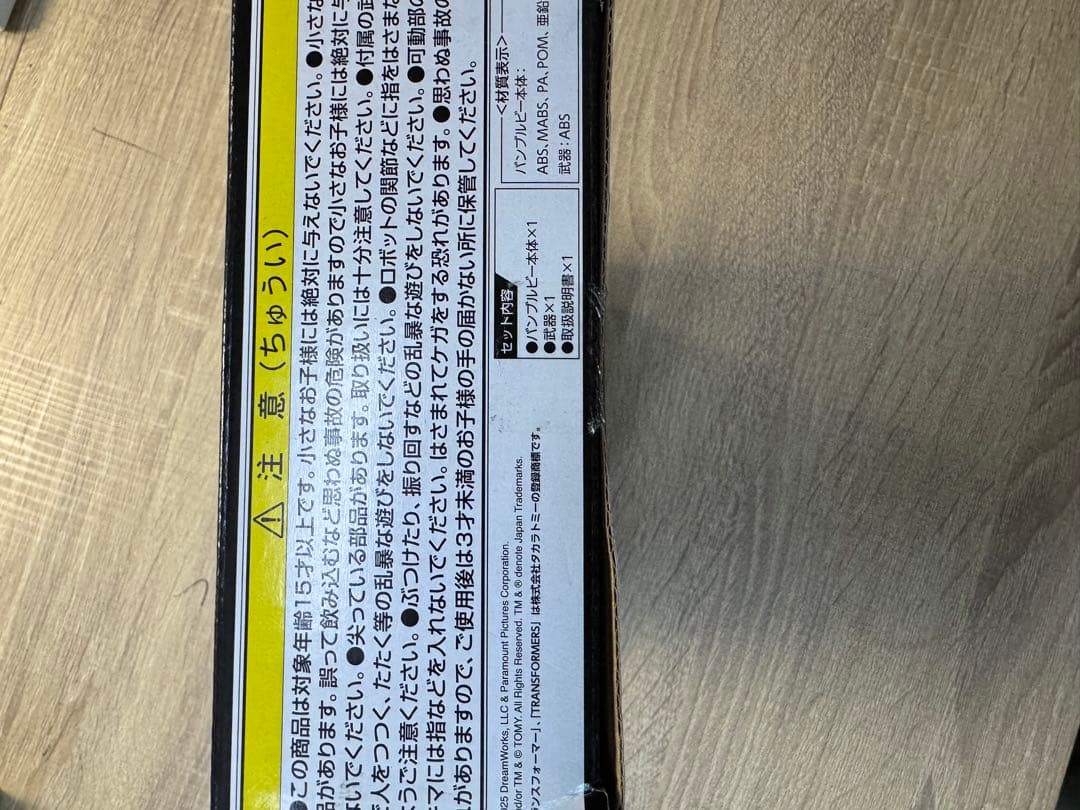 ⚠ 注 意 (ちゅうい)
●この商品は対象年齢15才以上です。小さなお子様には絶対に与えないでください。●小さな
品があります。誤って飲み込むなど思わぬ事故の危険がありますので小さなお子様には絶対に与
ないでください。●尖っている部品があります。取り扱いには十分注意してください。●付属の武
で人をつつく、たたく等の乱暴な遊びをしないでください。●ロボットの関節などに指をはさまな
ようご注意ください。●ぶつけたり、振り回すなどの乱暴な遊びをしないでください。●可動部の
キマには指などを入れないでください。はさまれてケガをする恐れがあります。●思わぬ事故の
がありますので、ご使用後は3才未満のお子様の手の届かない所に保管してください。
25 DreamWorks, LLC & Paramount Pictures Corporation.
nd/or TM & © TOMY. All Rights Reserved. TM & ® denote Japan Trademarks.
ンスフォーマー」、「TRANSFORMERS」は株式会社タカラトミーの登録商標です。
セット内容
●バンブルビー本体×1
●武器×1
●取扱説明書×1
<材質表示>
バンブルビー本体:
ABS、MABS、PA、POM、亜鉛
武器:ABS